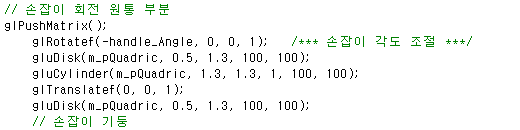 // 손잡이 회전 원통 부분
glPushMatrix();
glRotatef(-handle_Angle, 0, 0, 1);   /*** 손잡이 각도 조절 ***/
gluDisk(m_pQuadric, 0.5, 1.3, 100, 100);
gluCylinder(m_pQuadric, 1.3, 1.3, 1, 100, 100);
glTranslatef(0, 0, 1);
gluDisk(m_pQuadric, 0.5, 1.3, 100, 100);
// 손잡이 기둥